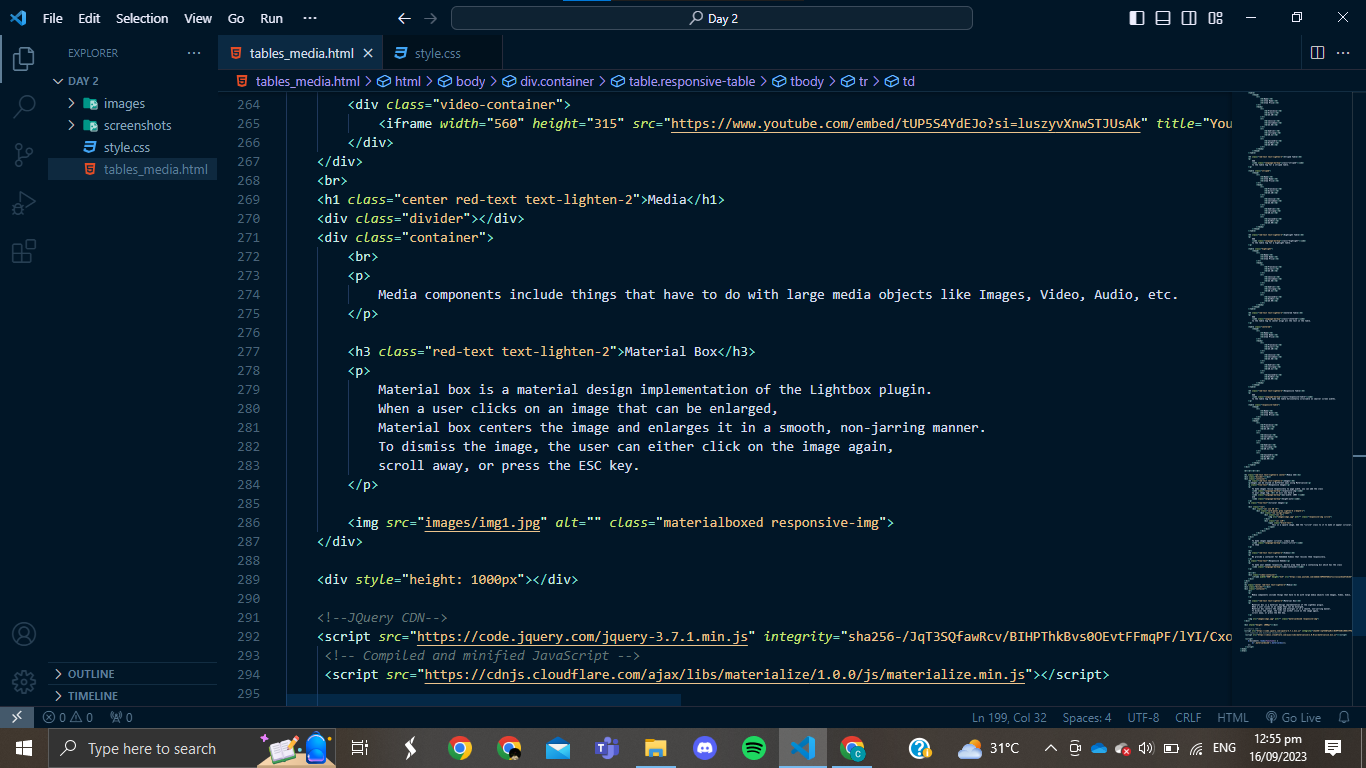 File Edit Selection View Go Run ··· Day 2
EXPLORER ···
tables_media.html
style.css
DAY 2
images
screenshots
style.css
tables_media.html
tables_media.html > html > body > div.container > table.responsive-table > tbody > tr > td
264 <div class="video-container">
265 <iframe width="560" height="315" src="https://www.youtube.com/embed/tUP5S4YdEJo?si=luszyvXnwSTJUsAk" title="You
266 </div>
267 </div>
268 <br>
269 <h1 class="center red-text text-lighten-2">Media</h1>
270 <div class="divider"></div>
271 <div class="container">
272 <br>
273 <p>
274 Media components include things that have to do with large media objects like Images, Video, Audio, etc.
275 </p>
276
277 <h3 class="red-text text-lighten-2">Material Box</h3>
278 <p>
279 Material box is a material design implementation of the Lightbox plugin.
280 When a user clicks on an image that can be enlarged,
281 Material box centers the image and enlarges it in a smooth, non-jarring manner.
282 To dismiss the image, the user can either click on the image again,
283 scroll away, or press the ESC key.
284 </p>
285
286 <img src="images/img1.jpg" alt="" class="materialboxed responsive-img">
287 </div>
288
289 <div style="height: 1000px"></div>
290
291 <!--JQuery CDN-->
292 <script src="https://code.jquery.com/jquery-3.7.1.min.js" integrity="sha256-/JqT3SQfawRcv/BIHPThkBvs0OEvtFFmqPF/lYI/Cxo
293 <!-- Compiled and minified JavaScript -->
294 <script src="https://cdnjs.cloudflare.com/ajax/libs/materialize/1.0.0/js/materialize.min.js"></script>
295
OUTLINE
TIMELINE
0 0 0 Ln 199, Col 32 Spaces: 4 UTF-8 CRLF HTML Go Live
Type here to search
31°C ENG
12:55 pm
16/09/2023